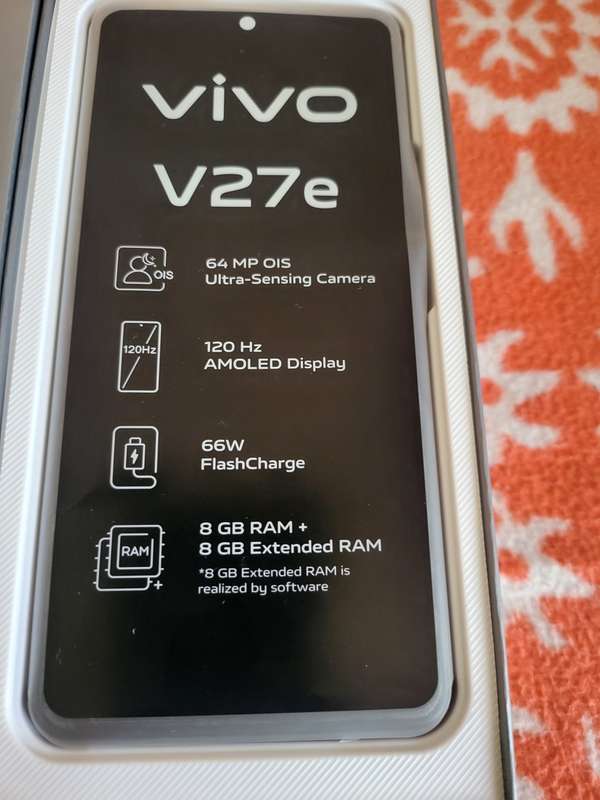 vivo
V27e
OIS
64 MP OIS
Ultra-Sensing Camera
120Hz
120 Hz
AMOLED Display
66W
FlashCharge
RAM
8 GB RAM +
8 GB Extended RAM
*8 GB Extended RAM is
realized by software